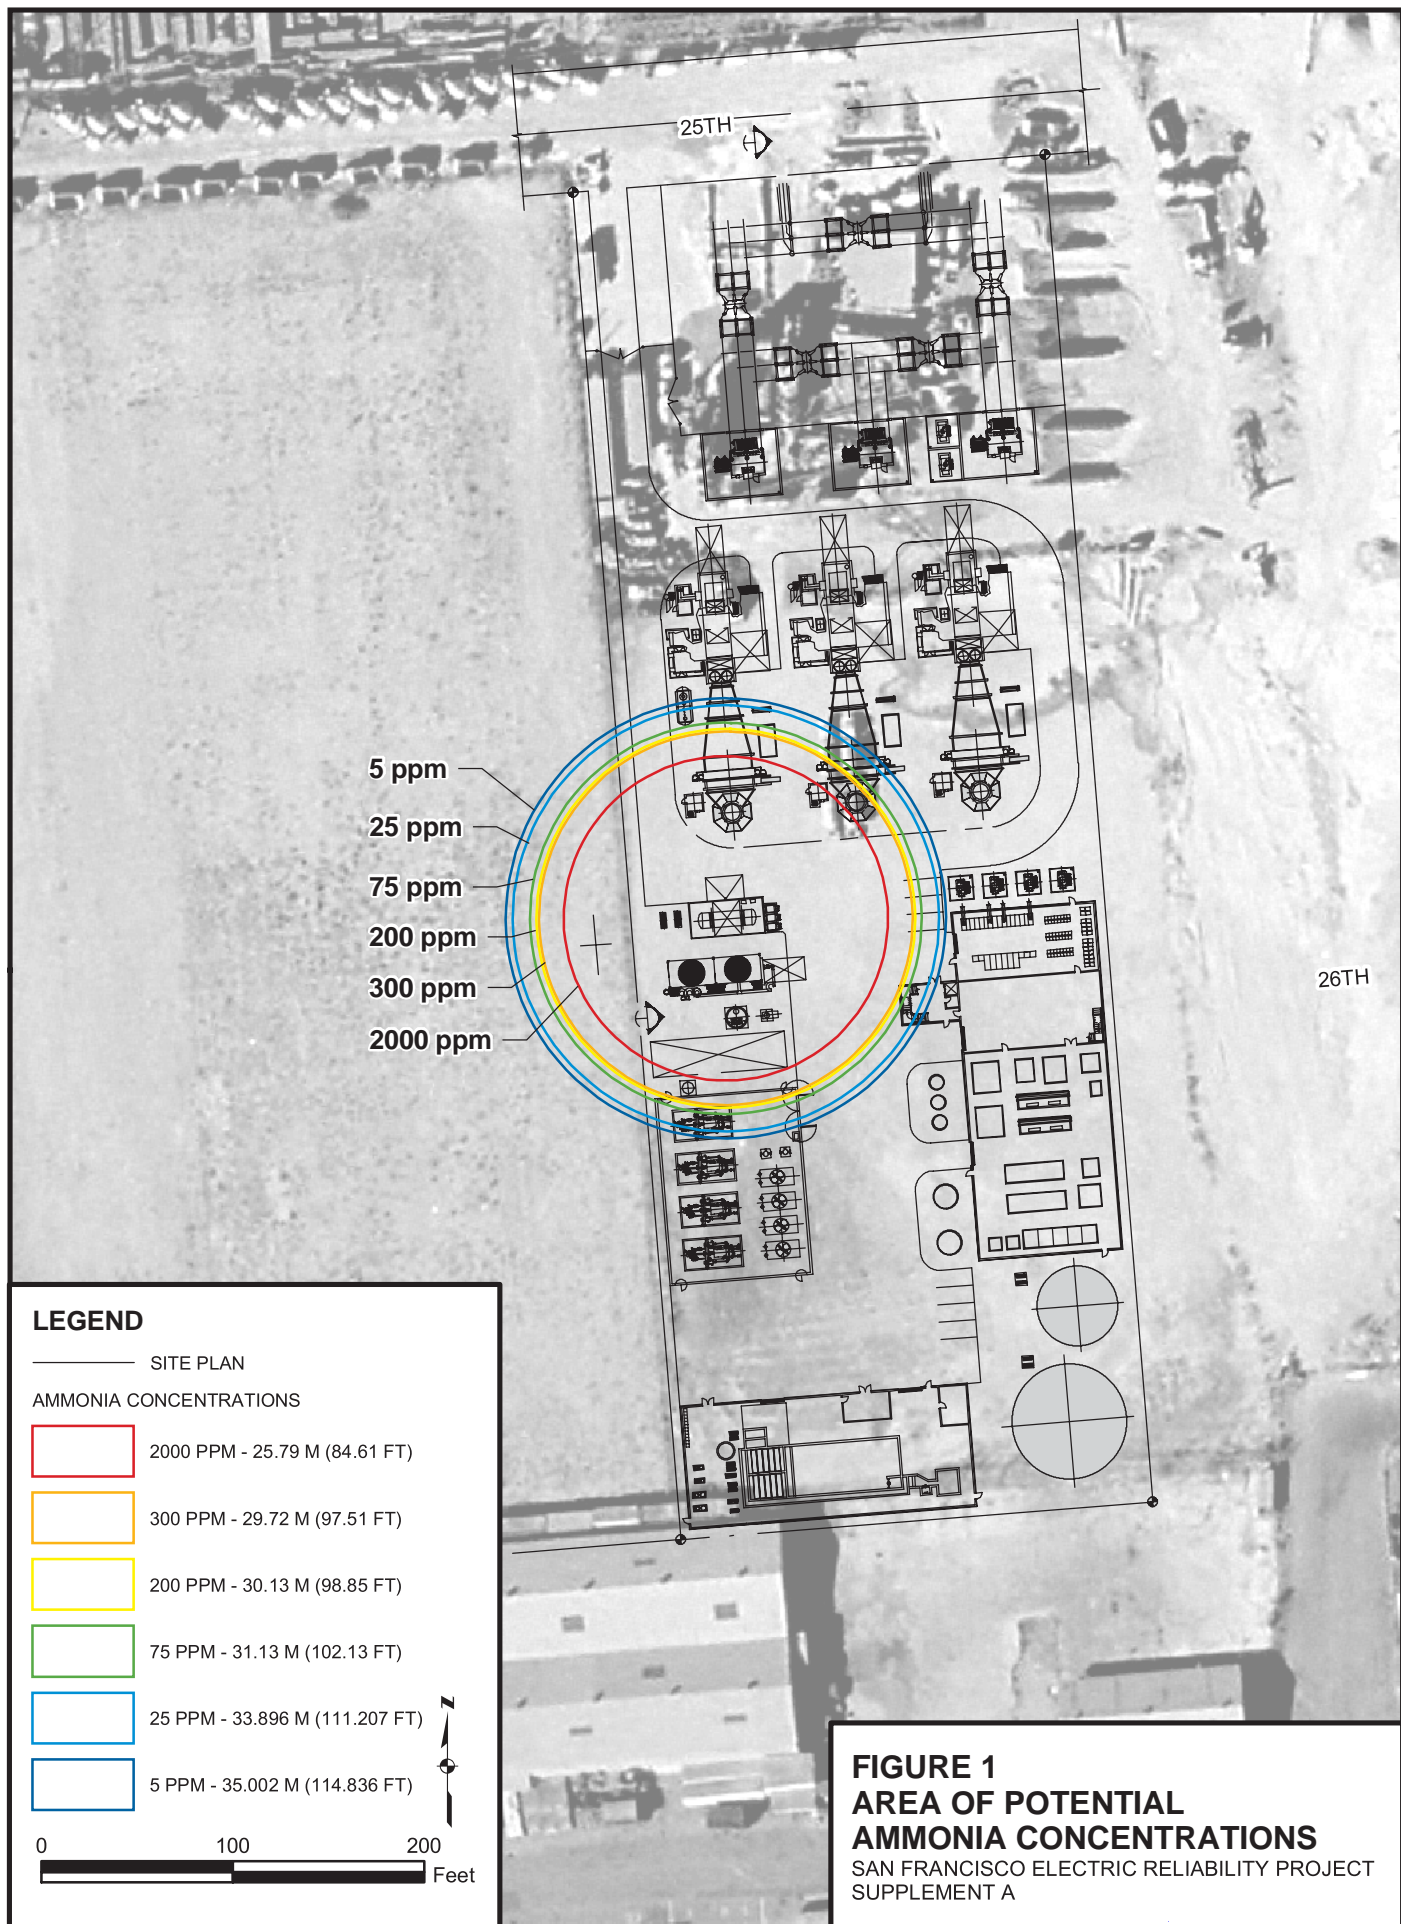 25TH
5 ppm
25 ppm
75 ppm
200 ppm
300 ppm
2000 ppm
26TH
LEGEND
SITE PLAN
AMMONIA CONCENTRATIONS
2000 PPM - 25.79 M (84.61 FT)
300 PPM - 29.72 M (97.51 FT)
200 PPM - 30.13 M (98.85 FT)
75 PPM - 31.13 M (102.13 FT)
25 PPM - 33.896 M (111.207 FT)
5 PPM - 35.002 M (114.836 FT)
N
0 100 200
Feet
FIGURE 1
AREA OF POTENTIAL
AMMONIA CONCENTRATIONS
SAN FRANCISCO ELECTRIC RELIABILITY PROJECT
SUPPLEMENT A